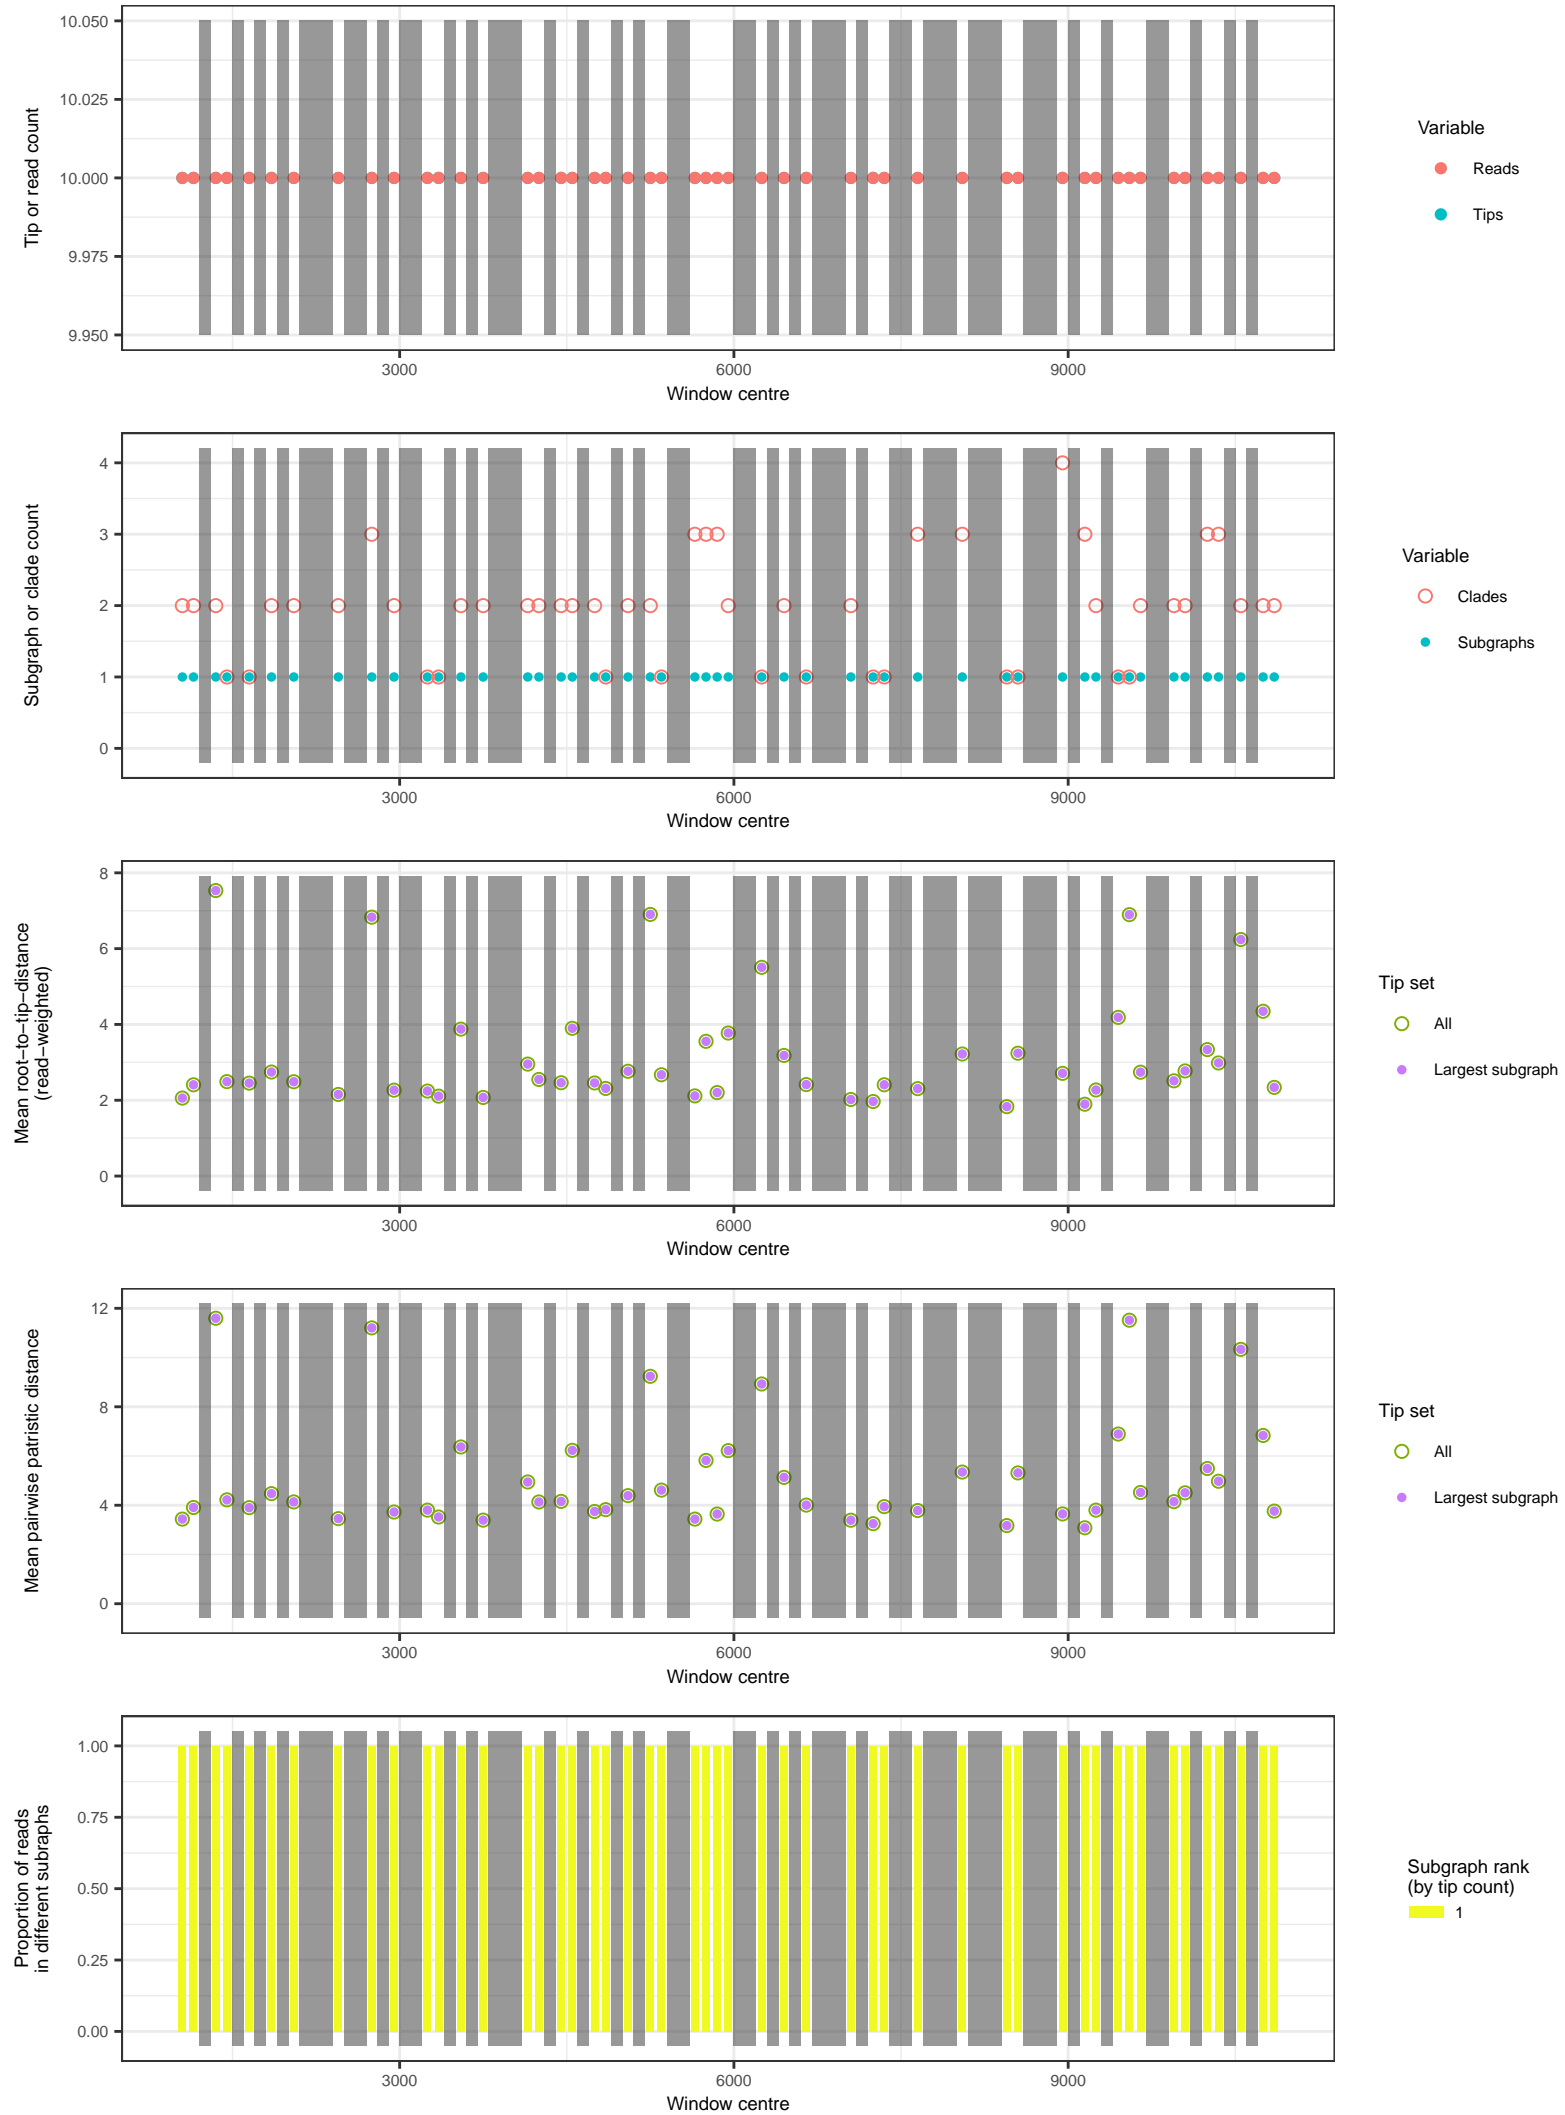 10.050
10.025
10.000
9.975
9.950
Tip or read count
3000
6000
9000
Window centre
Variable
Reads
Tips
4
3
2
1
0
Subgraph or clade count
3000
6000
9000
Window centre
Variable
Clades
Subgraphs
8
6
4
2
0
Mean root−to−tip−distance
(read−weighted)
3000
6000
9000
Window centre
Tip set
All
Largest subgraph
12
8
4
0
Mean pairwise patristic distance
3000
6000
9000
Window centre
Tip set
All
Largest subgraph
1.00
0.75
0.50
0.25
0.00
Proportion of reads
in different subraphs
3000
6000
9000
Window centre
Subgraph rank
(by tip count)
1